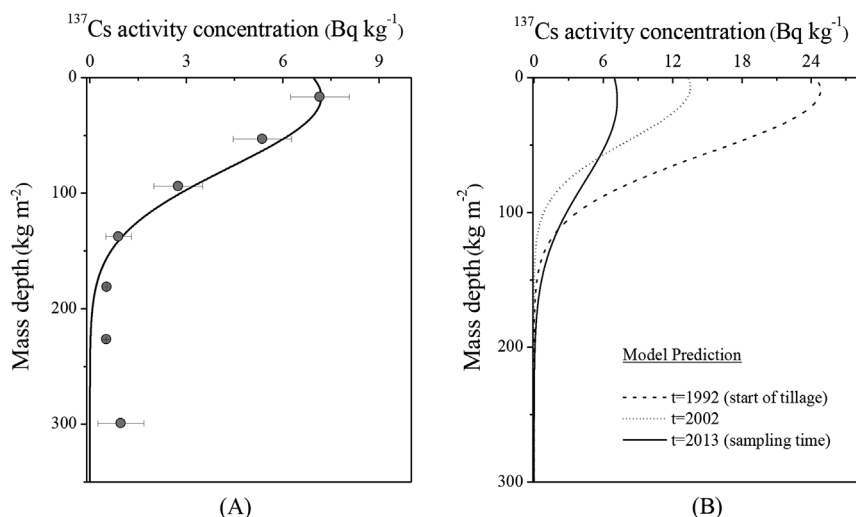 ¹³⁷Cs activity concentration (Bq kg⁻¹)
0 3 6 9
0
100
200
300
Mass depth (kg m⁻²)
(A)
¹³⁷Cs activity concentration (Bq kg⁻¹)
0 6 12 18 24
0
100
200
300
Mass depth (kg m⁻²)
Model Prediction
t=1992 (start of tillage)
t=2002
t=2013 (sampling time)
(B)